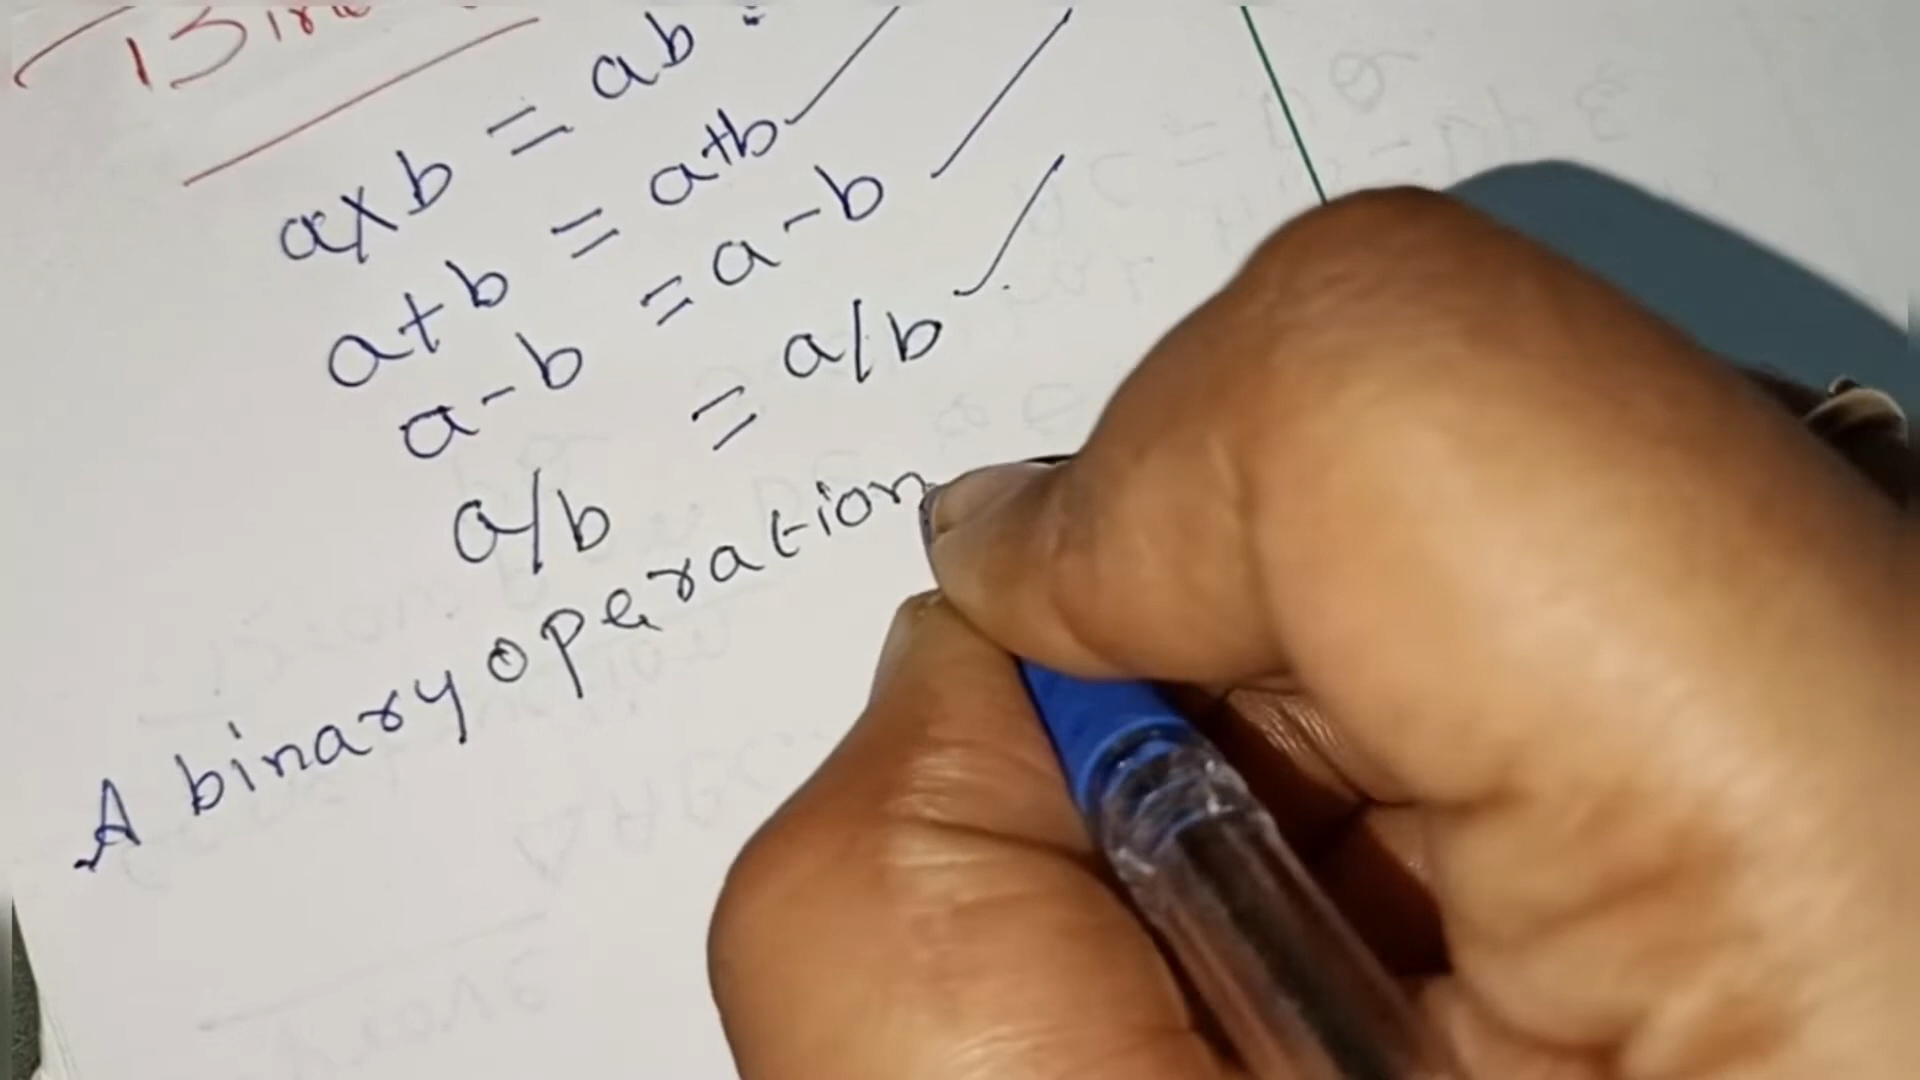 a×b = ab
a+b = a+b
a-b = a-b
a/b = a/b
A binary operation